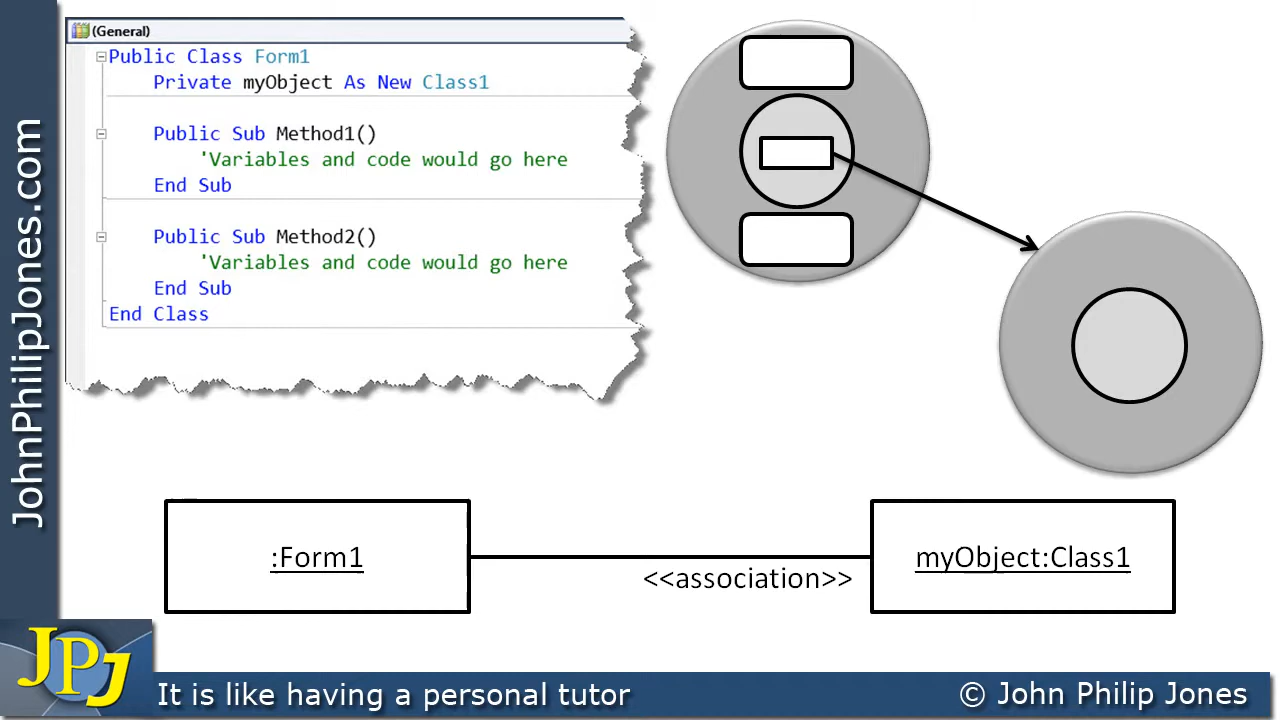 (General)
Public Class Form1
Private myObject As New Class1
Public Sub Method1()
'Variables and code would go here
End Sub
Public Sub Method2()
'Variables and code would go here
End Sub
End Class
:Form1
<<association>>
myObject:Class1
JohnPhilipJones.com
JPJ
It is like having a personal tutor
© John Philip Jones